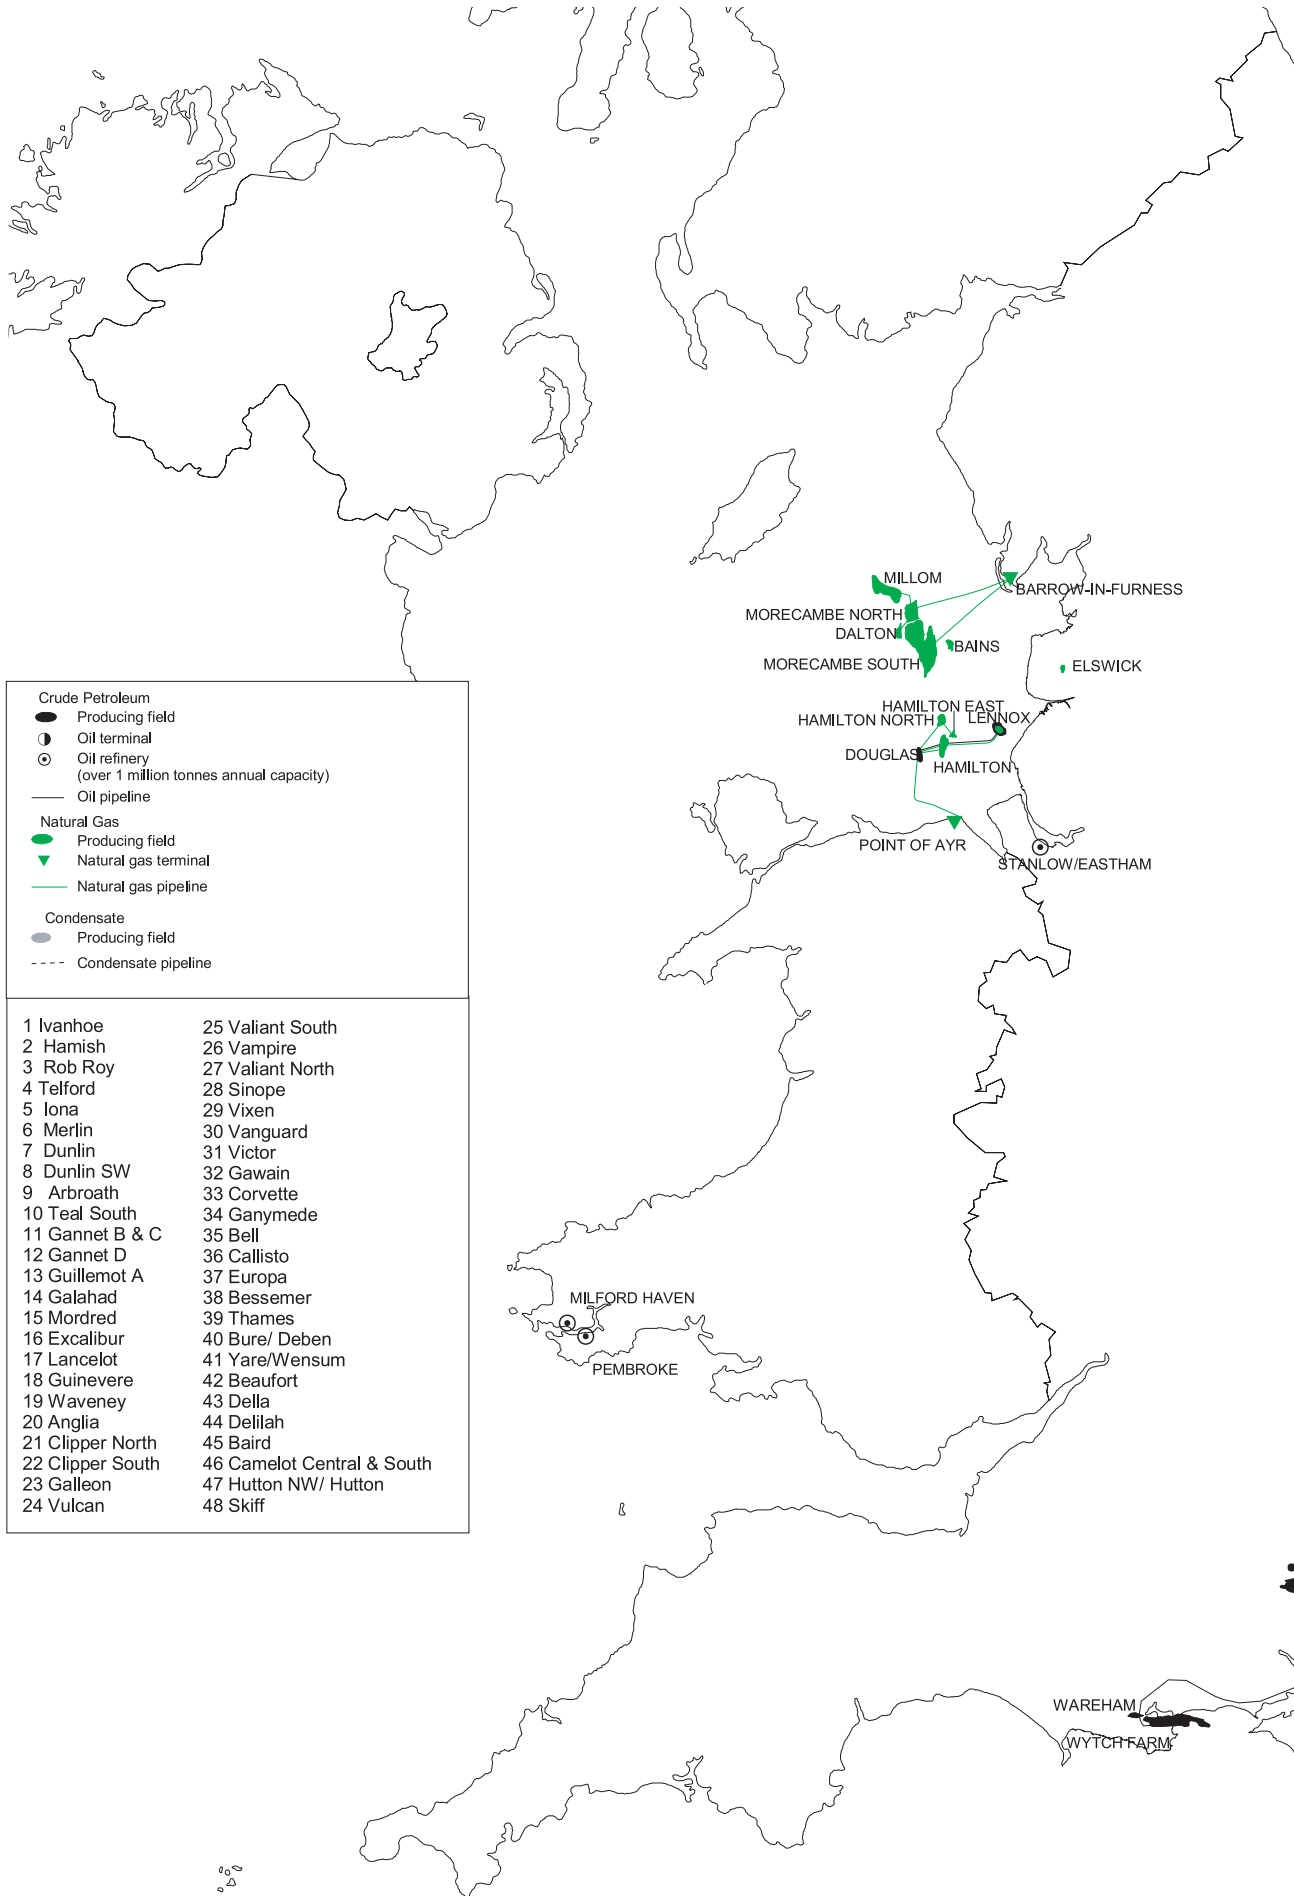 MILLOM
BARROW-IN-FURNESS
MORECAMBE NORTH
DALTON
BAINS
MORECAMBE SOUTH
ELSWICK
HAMILTON EAST
HAMILTON NORTH
LENNOX
DOUGLAS
HAMILTON
POINT OF AYR
STANLOW/EASTHAM
Crude Petroleum
Producing field
Oil terminal
Oil refinery
(over 1 million tonnes annual capacity)
Oil pipeline
Natural Gas
Producing field
Natural gas terminal
Natural gas pipeline
Condensate
Producing field
Condensate pipeline
1 Ivanhoe
2 Hamish
3 Rob Roy
4 Telford
5 Iona
6 Merlin
7 Dunlin
8 Dunlin SW
9 Arbroath
10 Teal South
11 Gannet B & C
12 Gannet D
13 Guillemot A
14 Galahad
15 Mordred
16 Excalibur
17 Lancelot
18 Guinevere
19 Waveney
20 Anglia
21 Clipper North
22 Clipper South
23 Galleon
24 Vulcan
25 Valiant South
26 Vampire
27 Valiant North
28 Sinope
29 Vixen
30 Vanguard
31 Victor
32 Gawain
33 Corvette
34 Ganymede
35 Bell
36 Callisto
37 Europa
38 Bessemer
39 Thames
40 Bure/ Deben
41 Yare/Wensum
42 Beaufort
43 Della
44 Delilah
45 Baird
46 Camelot Central & South
47 Hutton NW/ Hutton
48 Skiff
MILFORD HAVEN
PEMBROKE
WAREHAM
WYTCH FARM